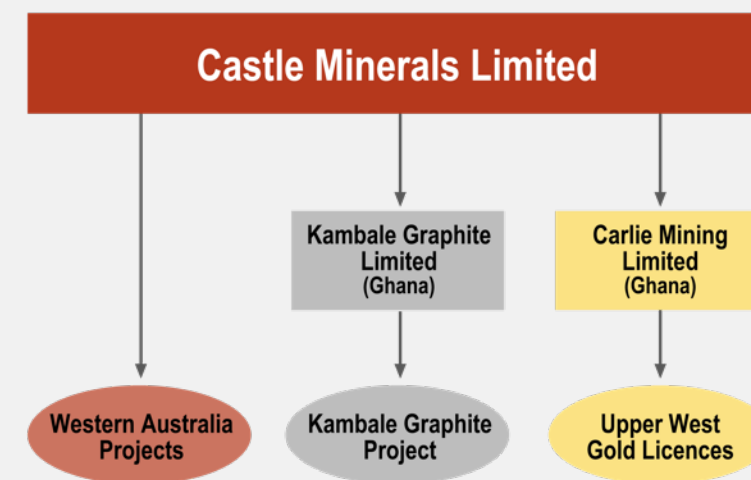 Castle Minerals Limited
Kambale Graphite
Limited
(Ghana)
Carlie Mining
Limited
(Ghana)
Western Australia
Projects
Kambale Graphite
Project
Upper West
Gold Licences